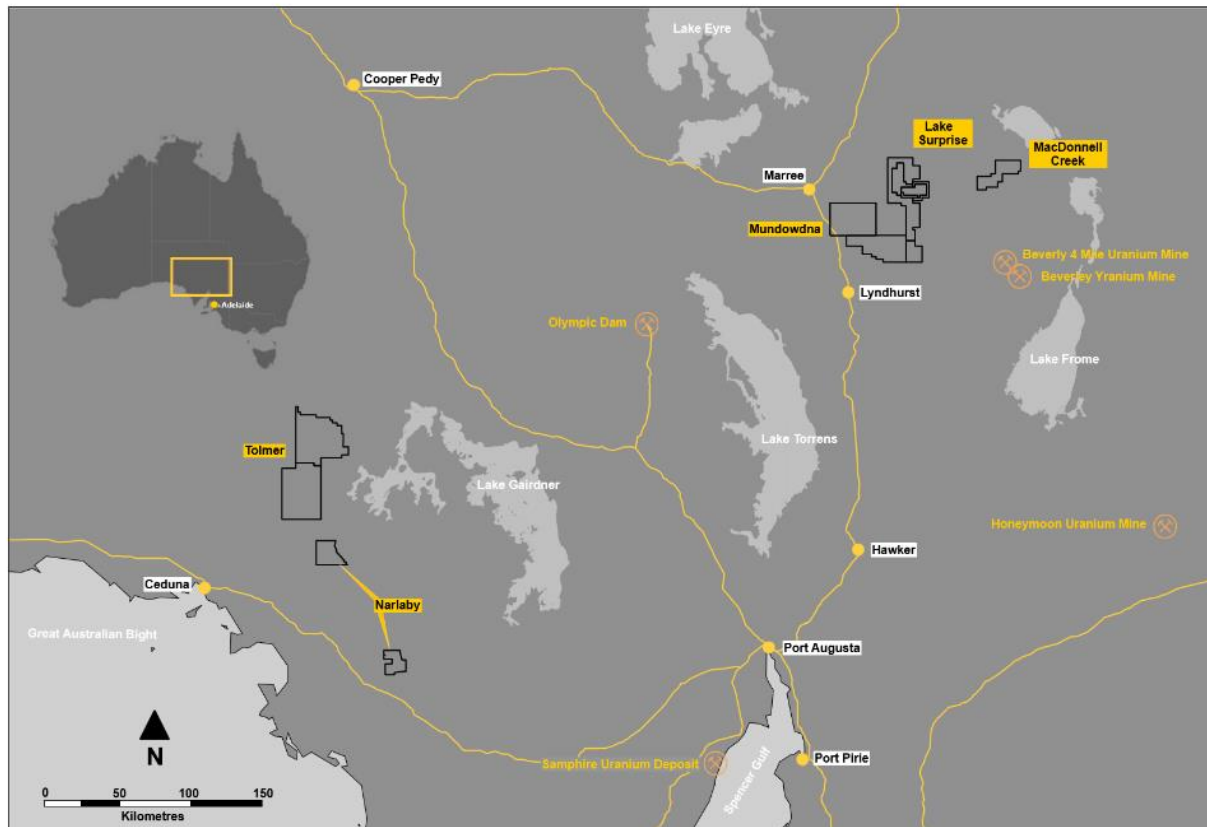 Lake Eyre
Cooper Pedy
Lake
Surprise
MacDonnell
Creek
Marree
Mundowdna
Beverly 4 Mile Uranium Mine
Beverley Yranium Mine
Lyndhurst
Adelaide
Olympic Dam
Lake Frome
Tolmer
Lake Torrens
Lake Gairdner
Honeymoon Uranium Mine
Hawker
Ceduna
Narlaby
Great Australian Bight
Port Augusta
N
Samphire Uranium Deposit
Spencer Gulf
Port Pirie
0 50 100 150
Kilometres